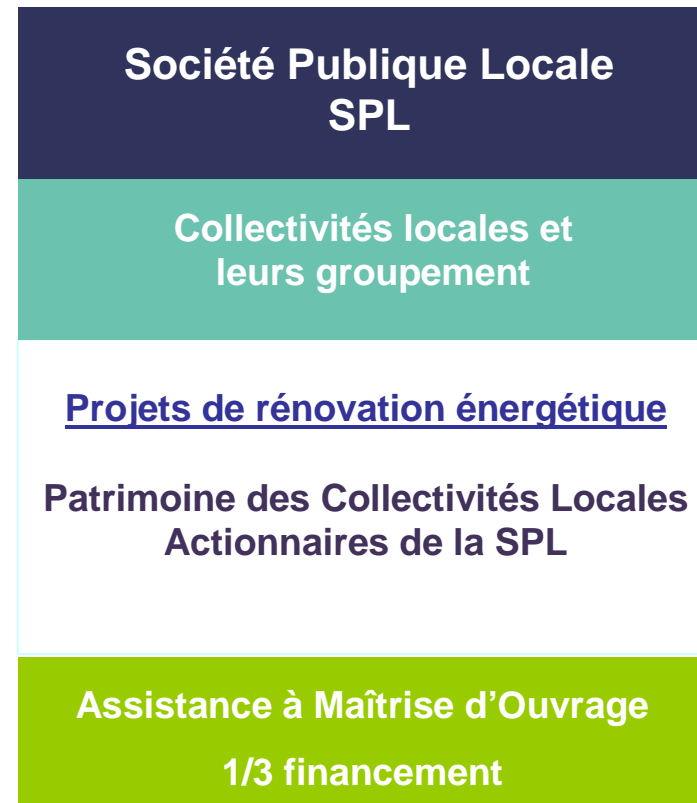 Société Publique Locale
SPL
Collectivités locales et
leurs groupement
Projets de rénovation énergétique
Patrimoine des Collectivités Locales
Actionnaires de la SPL
Assistance à Maîtrise d’Ouvrage
1/3 financement